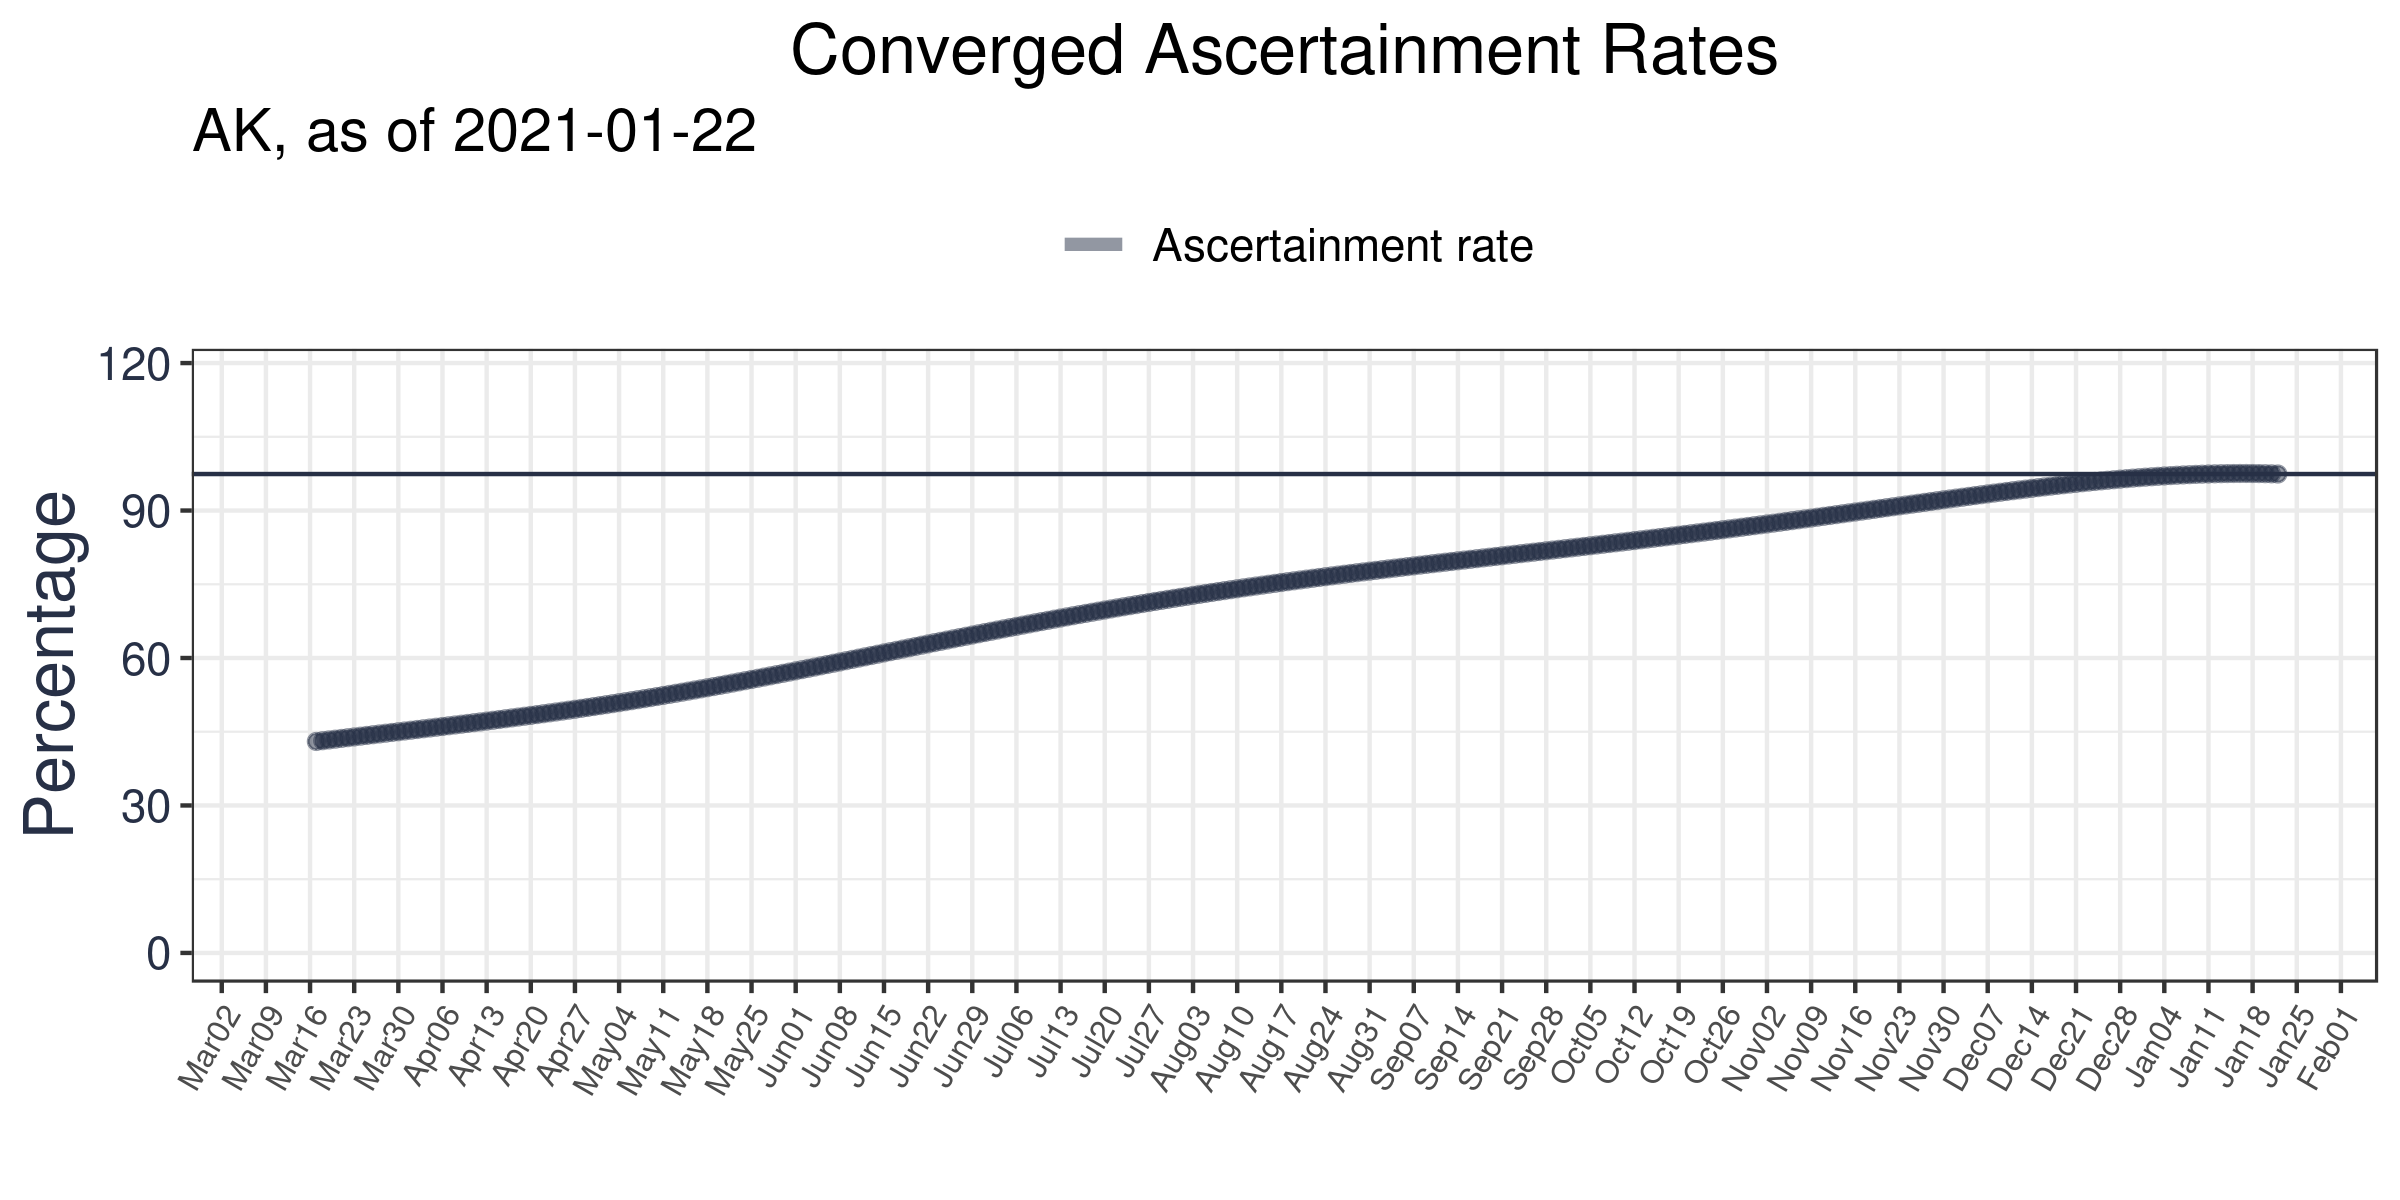 Converged Ascertainment Rates
AK, as of 2021-01-22
Ascertainment rate
Percentage
120
90
60
30
0
Mar02 Mar09 Mar16 Mar23 Mar30 Apr06 Apr13 Apr20 Apr27 May04 May11 May18 May25 Jun01 Jun08 Jun15 Jun22 Jun29 Jul06 Jul13 Jul20 Jul27 Aug03 Aug10 Aug17 Aug24 Aug31 Sep07 Sep14 Sep21 Sep28 Oct05 Oct12 Oct19 Oct26 Nov02 Nov09 Nov16 Nov23 Nov30 Dec07 Dec14 Dec21 Dec28 Jan04 Jan11 Jan18 Jan25 Feb01